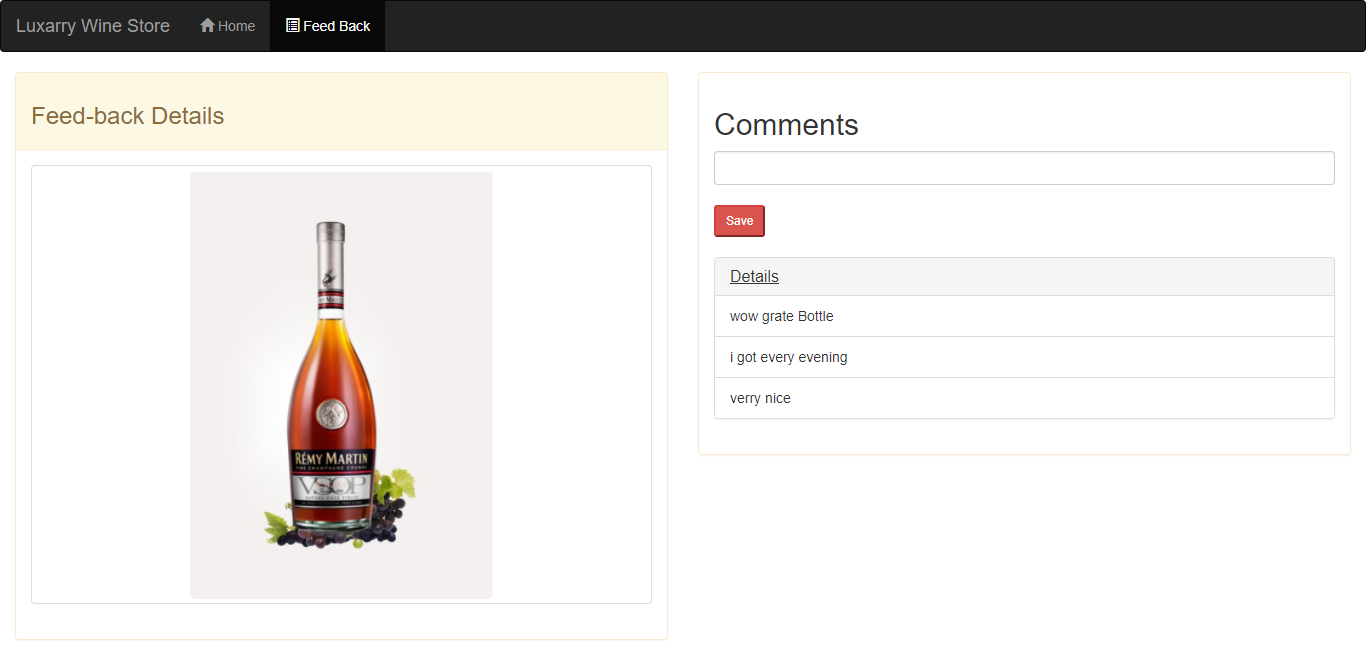 Luxarry Wine Store Home Feed Back
Feed-back Details
RÉMY MARTIN
FINE CHAMPAGNE COGNAC
VSOP
Comments
Save
Details
wow grate Bottle
i got every evening
verry nice